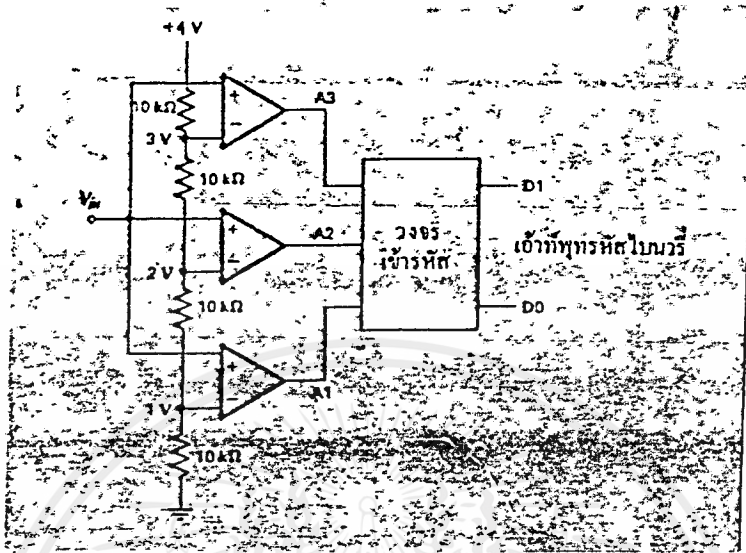 +4 V
A3
10 kΩ
+
−
3 V
10 kΩ
D1
V_in
+
−
A2
วงจร
เข้ารหัส
เอ้าท์พุทรหัสไบนารี่
2 V
10 kΩ
D0
+
−
A1
1 V
10 kΩ